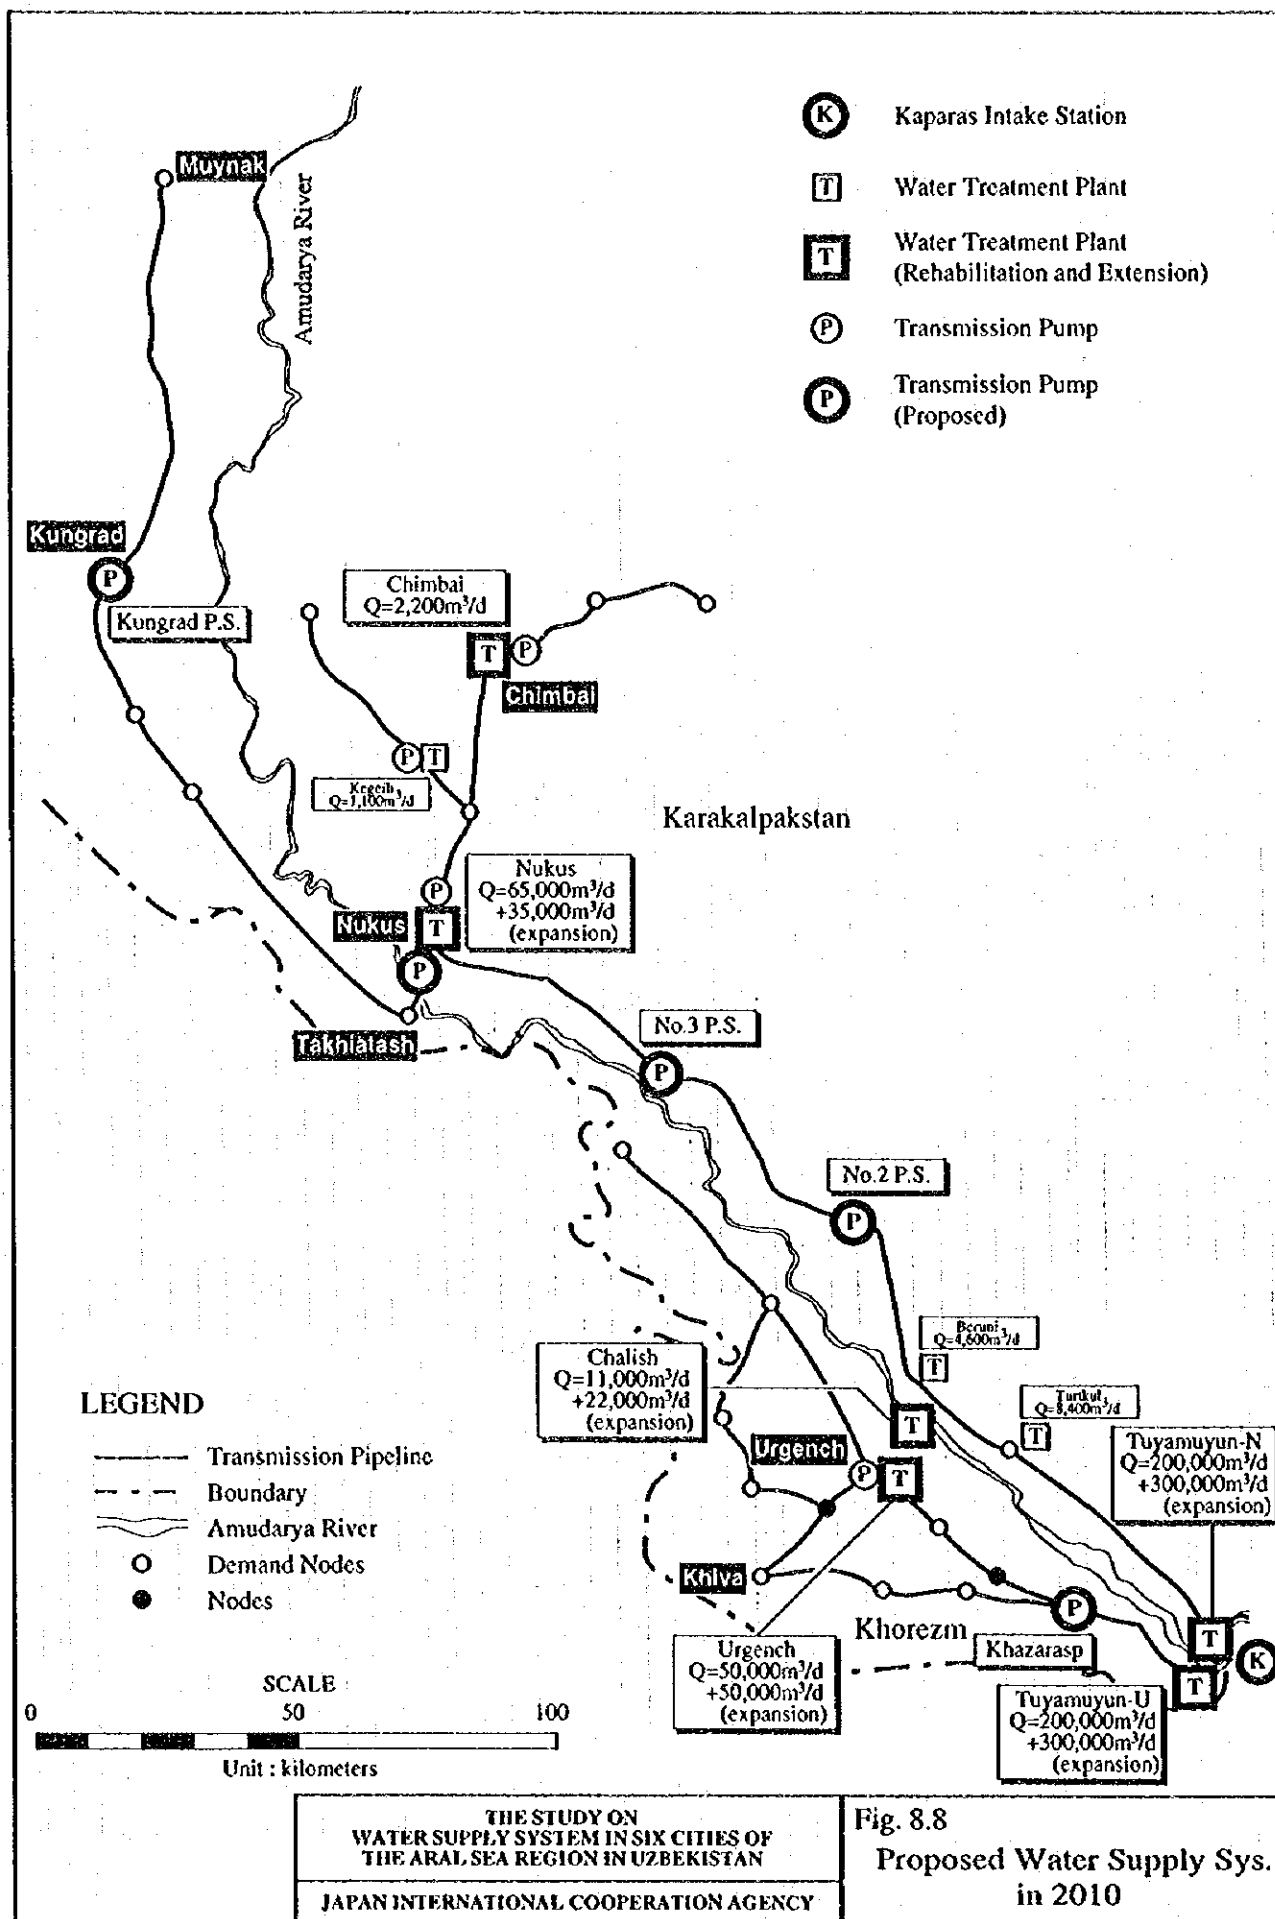 K Kaparas Intake Station
T Water Treatment Plant
T Water Treatment Plant
(Rehabilitation and Extension)
P Transmission Pump
P Transmission Pump
(Proposed)
Muynak
Amudarya River
Kungrad
P
Kungrad P.S.
Chimbai
Q=2,200m³/d
T P
Chimbai
P T
Q=1,100m³/d
Karakalpakstan
Nukus
Q=65,000m³/d
+35,000m³/d
(expansion)
P
Nukus
T
P
Takhiatash
No.3 P.S.
P
No.2 P.S.
P
Beruni
Q=4,600m³/d
T
Chalish
Q=11,000m³/d
+22,000m³/d
(expansion)
Turtkul
Q=8,400m³/d
T
T
Urgench
P T
Tuyamuyun-N
Q=200,000m³/d
+300,000m³/d
(expansion)
Khiva
P
Khorezm
Khazarasp
T
K
T
Urgench
Q=50,000m³/d
+50,000m³/d
(expansion)
Tuyamuyun-U
Q=200,000m³/d
+300,000m³/d
(expansion)
LEGEND
Transmission Pipeline
Boundary
Amudarya River
Demand Nodes
Nodes
SCALE
0 50 100
Unit : kilometers
THE STUDY ON
WATER SUPPLY SYSTEM IN SIX CITIES OF
THE ARAL SEA REGION IN UZBEKISTAN
JAPAN INTERNATIONAL COOPERATION AGENCY
Fig. 8.8
Proposed Water Supply Sys.
in 2010